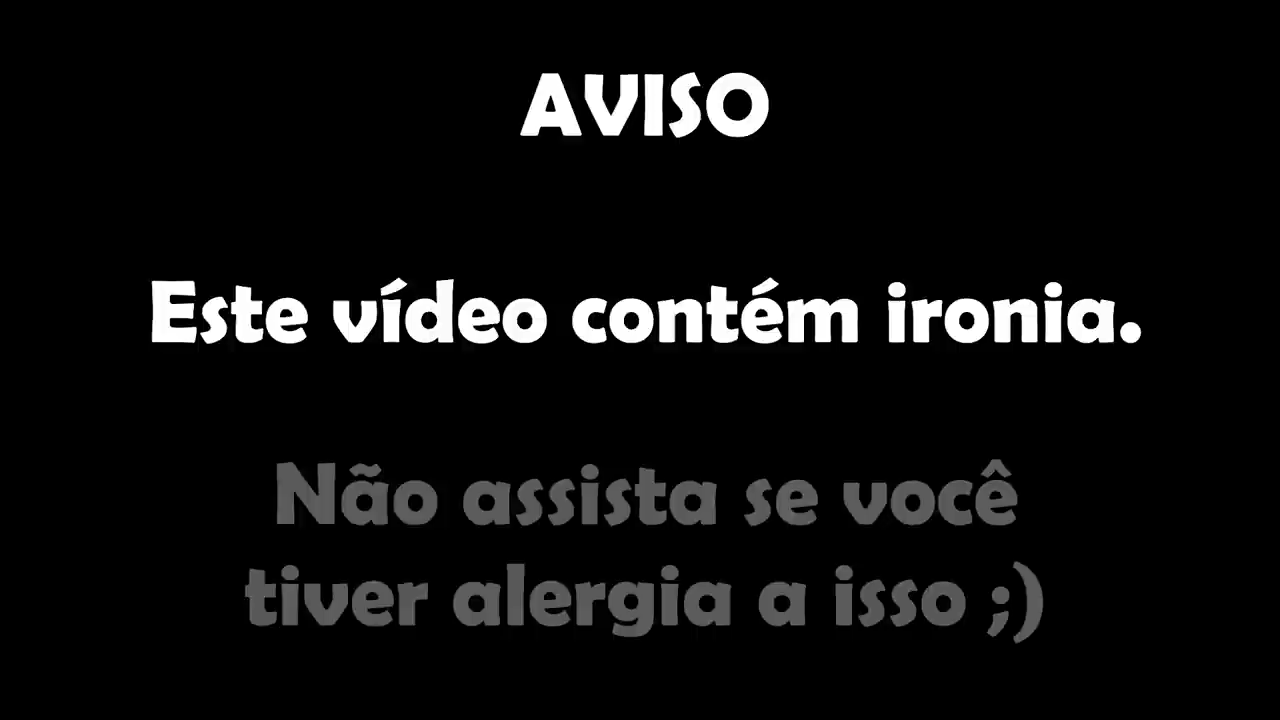 AVISO
Este vídeo contém ironia.
Não assista se você
tiver alergia a isso ;)